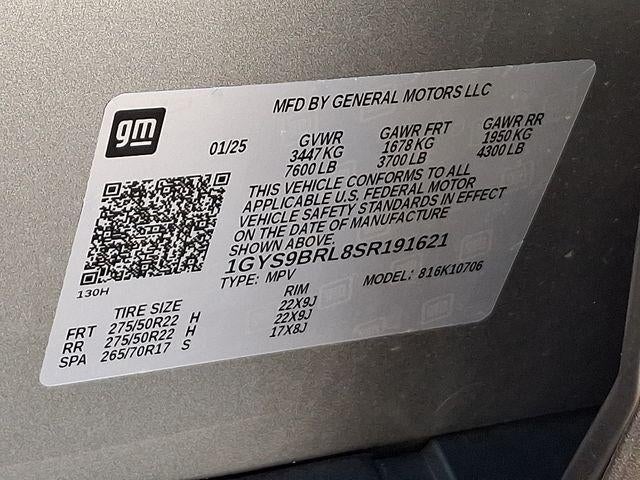 MFD BY GENERAL MOTORS LLC
gm
01/25
GVWR GAWR FRT GAWR RR
3447 KG 1678 KG 1950 KG
7600 LB 3700 LB 4300 LB
THIS VEHICLE CONFORMS TO ALL
APPLICABLE U.S. FEDERAL MOTOR
VEHICLE SAFETY STANDARDS IN EFFECT
ON THE DATE OF MANUFACTURE
SHOWN ABOVE.
1GYS9BRL8SR191621
TYPE: MPV MODEL: 816K10706
130H
TIRE SIZE RIM
FRT 275/50R22 H 22X9J
RR 275/50R22 H 22X9J
SPA 265/70R17 S 17X8J